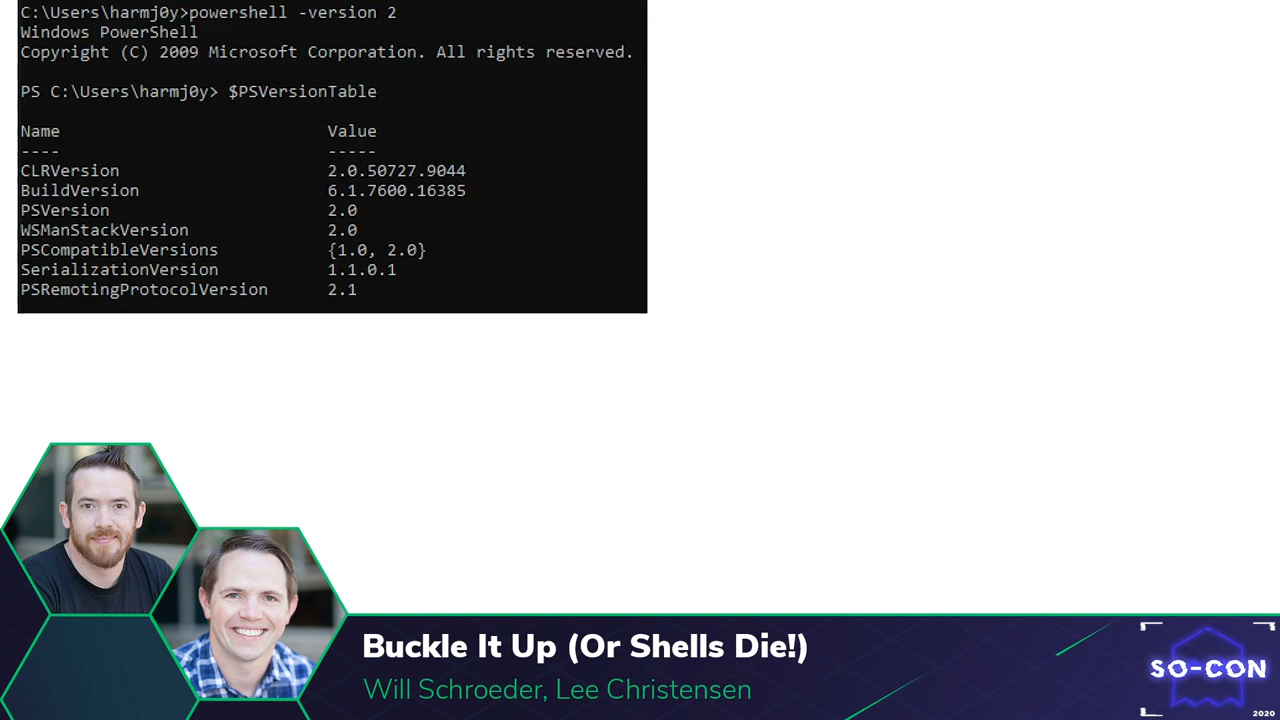 C:\Users\harmj0y>powershell -version 2
Windows PowerShell
Copyright (C) 2009 Microsoft Corporation. All rights reserved.
PS C:\Users\harmj0y> $PSVersionTable
Name Value
---- -----
CLRVersion 2.0.50727.9044
BuildVersion 6.1.7600.16385
PSVersion 2.0
WSManStackVersion 2.0
PSCompatibleVersions {1.0, 2.0}
SerializationVersion 1.1.0.1
PSRemotingProtocolVersion 2.1
Buckle It Up (Or Shells Die!)
Will Schroeder, Lee Christensen
SO-CON
2020